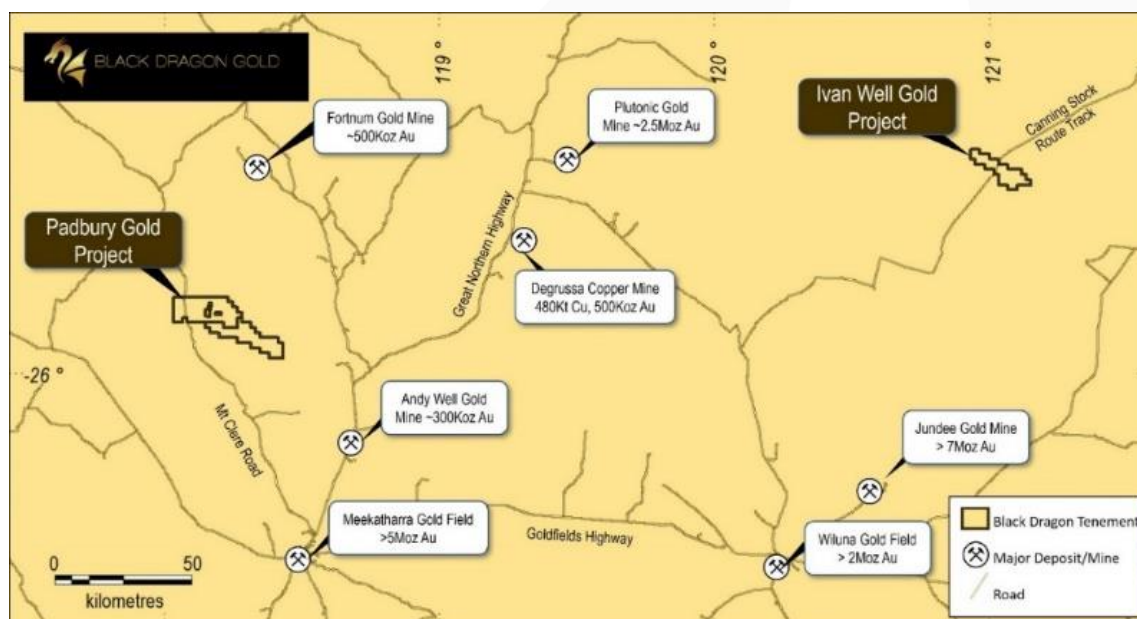 BLACK DRAGON GOLD
119
120
121
°
Fortnum Gold Mine
~500Koz Au
Plutonic Gold
Mine ~2.5Moz Au
Ivan Well Gold
Project
Canning Stock
Route Track
Padbury Gold
Project
Great Northern Highway
Degrussa Copper Mine
480Kt Cu, 500Koz Au
-26 °
Andy Well Gold
Mine ~300Koz Au
Mt Clere Road
Jundee Gold Mine
> 7Moz Au
Meekatharra Gold Field
>5Moz Au
Goldfields Highway
Wiluna Gold Field
> 2Moz Au
0 50
kilometres
Black Dragon Tenement
Major Deposit/Mine
Road